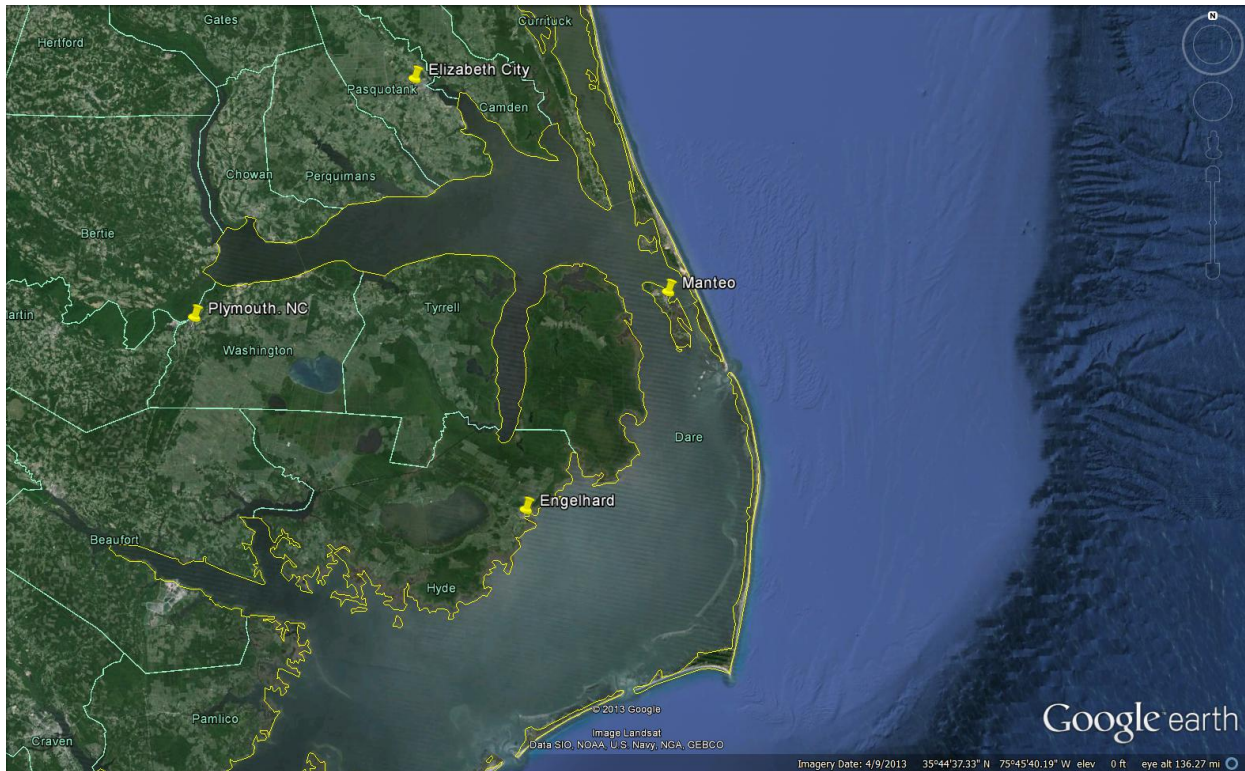 Gates
Currituck
Hertford
Elizabeth City
Pasquotank
Camden
Chowan
Perquimans
Bertie
Manteo
Plymouth. NC
Tyrrell
artin
Washington
Dare
Engelhard
Beaufort
Hyde
Pamlico
Craven
© 2013 Google
Image Landsat
Data SIO, NOAA, U.S. Navy, NGA, GEBCO
Google earth
Imagery Date: 4/9/2013 35°44'37.33" N 75°45'40.19" W elev 0 ft eye alt 136.27 mi
N